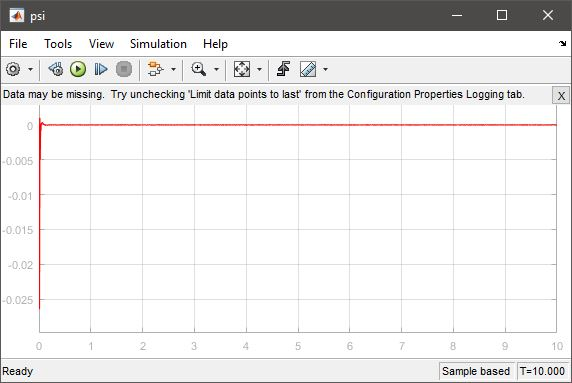 psi
File Tools View Simulation Help
Data may be missing. Try unchecking 'Limit data points to last' from the Configuration Properties Logging tab.
X
0
-0.005
-0.01
-0.015
-0.02
-0.025
0 1 2 3 4 5 6 7 8 9 10
Ready Sample based T=10.000